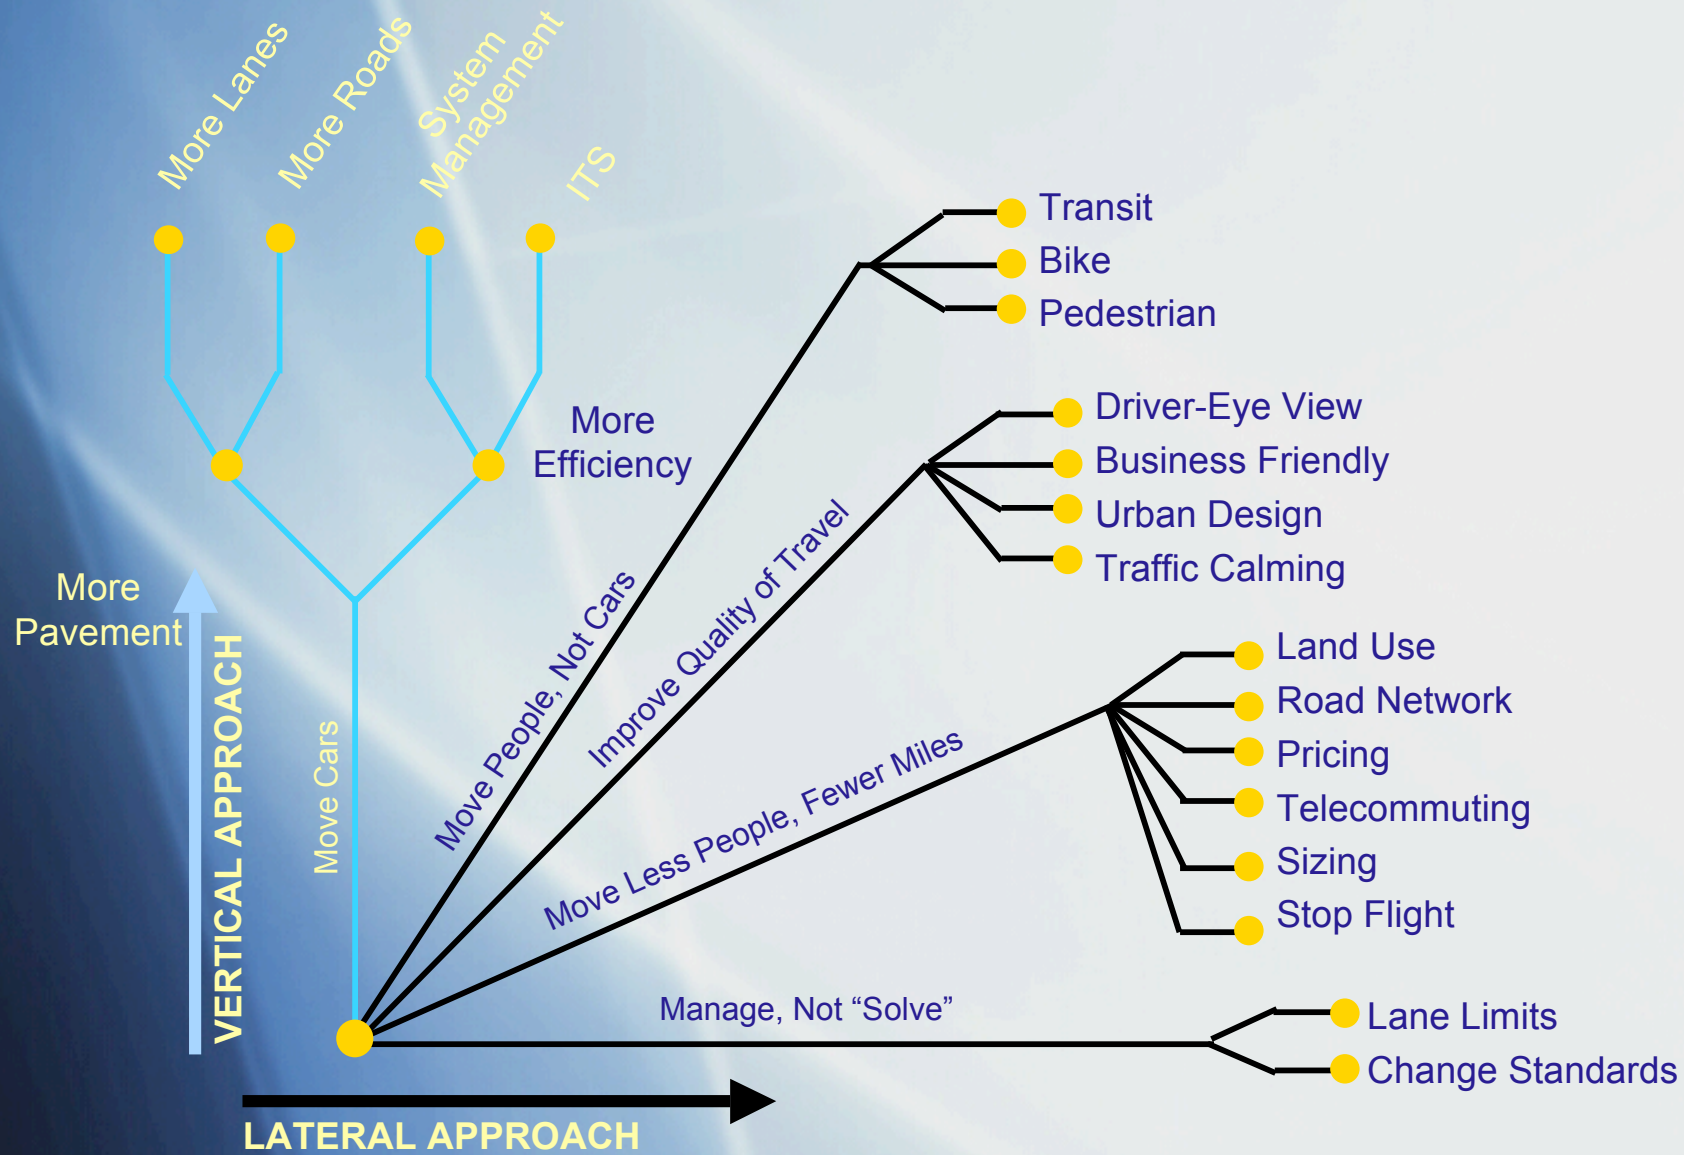 More Lanes
More Roads
System
Management
ITS
More
Efficiency
More
Pavement
VERTICAL APPROACH
Move Cars
Move People, Not Cars
Transit
Bike
Pedestrian
Improve Quality of Travel
Driver-Eye View
Business Friendly
Urban Design
Traffic Calming
Move Less People, Fewer Miles
Land Use
Road Network
Pricing
Telecommuting
Sizing
Stop Flight
Manage, Not “Solve”
Lane Limits
Change Standards
LATERAL APPROACH